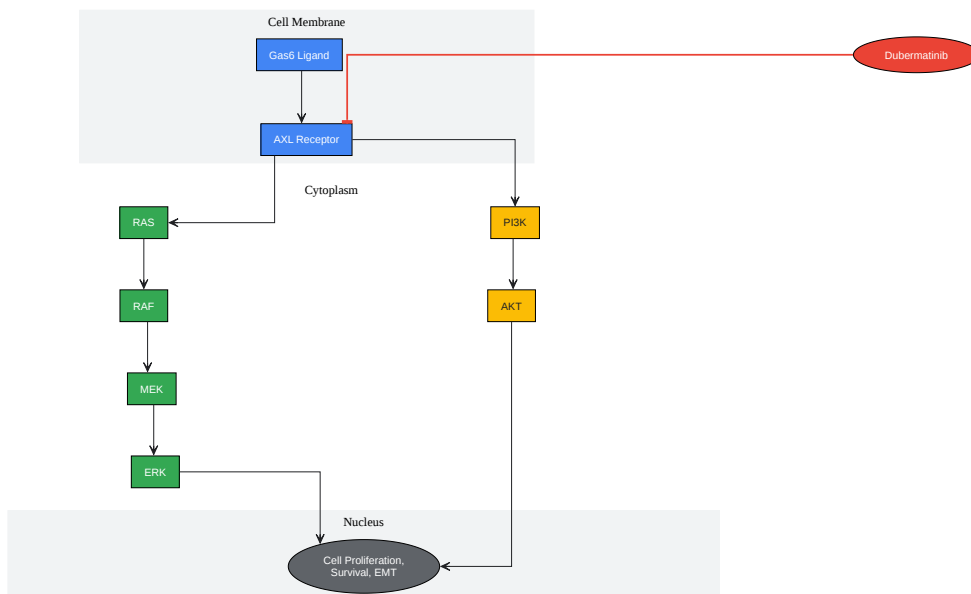 Cell Membrane
Gas6 Ligand
Dubermatinib
AXL Receptor
Cytoplasm
RAS
PI3K
RAF
AKT
MEK
ERK
Nucleus
Cell Proliferation,
Survival, EMT